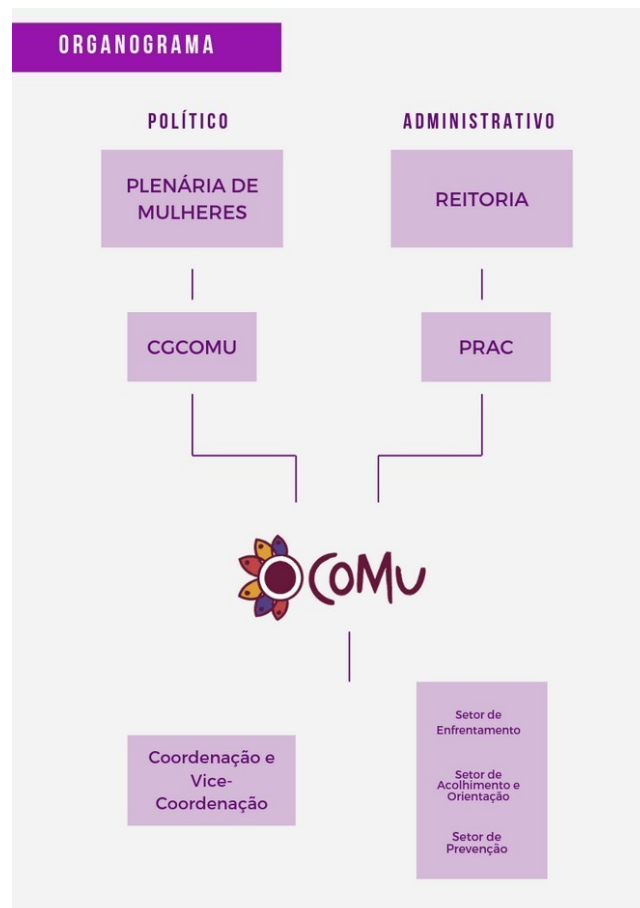 ORGANOGRAMA
POLÍTICO
ADMINISTRATIVO
PLENÁRIA DE
MULHERES
REITORIA
CGCOMU
PRAC
COMU
Coordenação e
Vice-
Coordenação
Setor de
Enfrentamento
Setor de
Acolhimento e
Orientação
Setor de
Prevenção